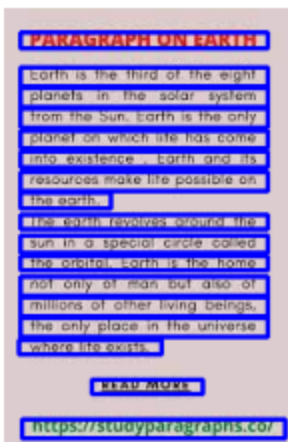 PARAGRAPH ON EARTH
Earth is the third of the eight
planets in the solar system
from the Sun. Earth is the only
planet on which life has come
into existence . Earth and its
resources make life possible on
the earth.
The earth revolves around the
sun in a special circle called
the orbital. Earth is the home
not only of man but also of
millions of other living beings,
the only place in the universe
where life exists.
READ MORE
https://studyparagraphs.co/